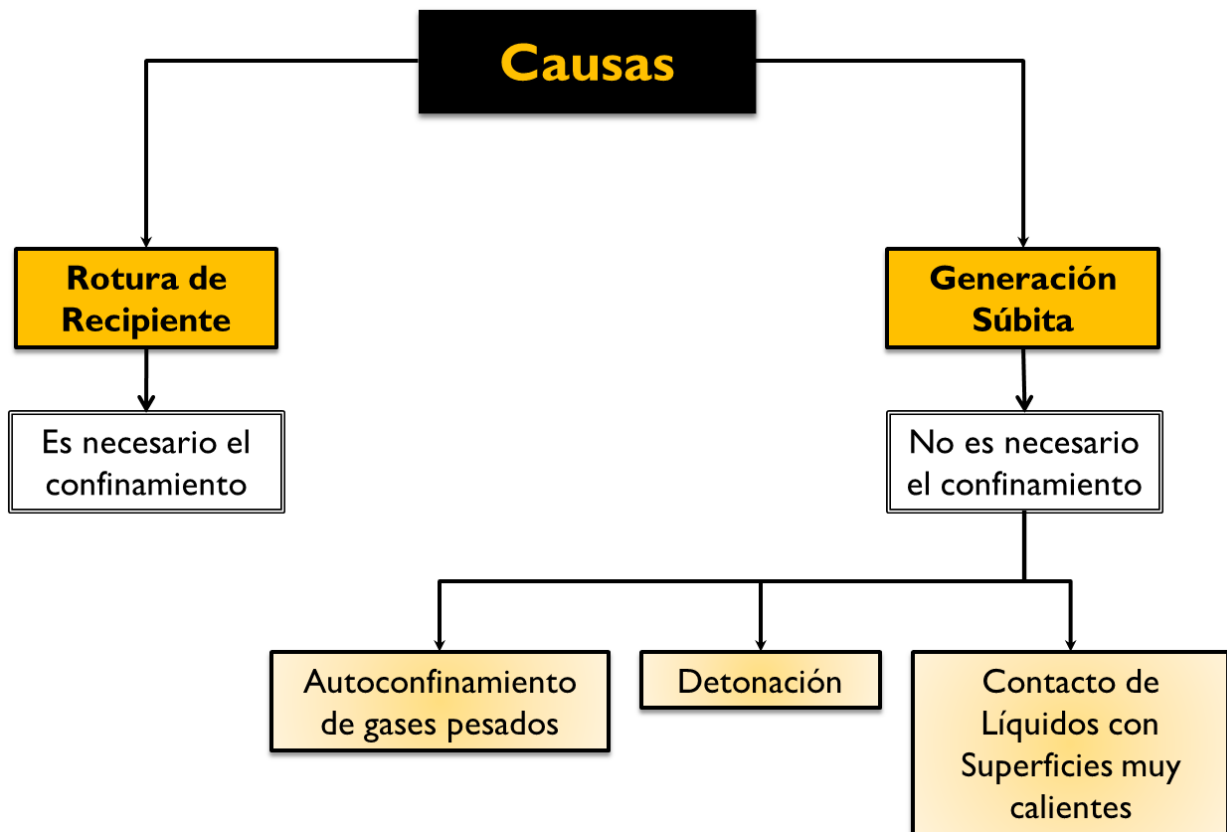 Causas
Rotura de
Recipiente
Generación
Súbita
Es necesario el
confinamiento
No es necesario
el confinamiento
Autoconfinamiento
de gases pesados
Detonación
Contacto de
Líquidos con
Superficies muy
calientes